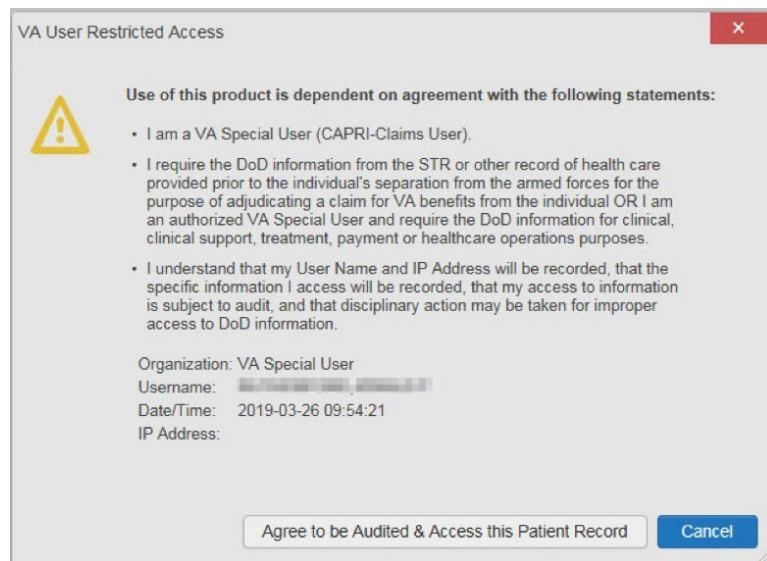 VA User Restricted Access
Use of this product is dependent on agreement with the following statements:
• I am a VA Special User (CAPRI-Claims User).
• I require the DoD information from the STR or other record of health care
provided prior to the individual's separation from the armed forces for the
purpose of adjudicating a claim for VA benefits from the individual OR I am
an authorized VA Special User and require the DoD information for clinical,
clinical support, treatment, payment or healthcare operations purposes.
• I understand that my User Name and IP Address will be recorded, that the
specific information I access will be recorded, that my access to information
is subject to audit, and that disciplinary action may be taken for improper
access to DoD information.
Organization: VA Special User
Username:
Date/Time: 2019-03-26 09:54:21
IP Address:
Agree to be Audited & Access this Patient Record
Cancel